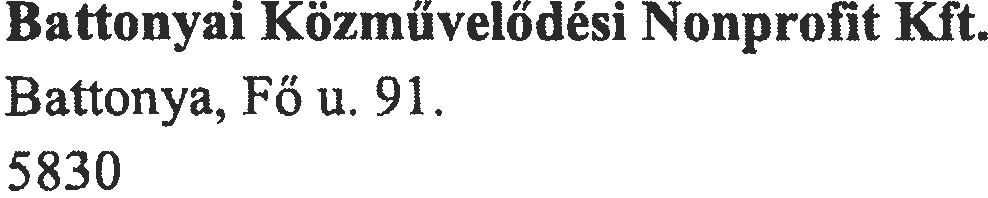 Battonyai Közművelődési Nonprofit Kft.
Battonya, Fő u. 91.
5830